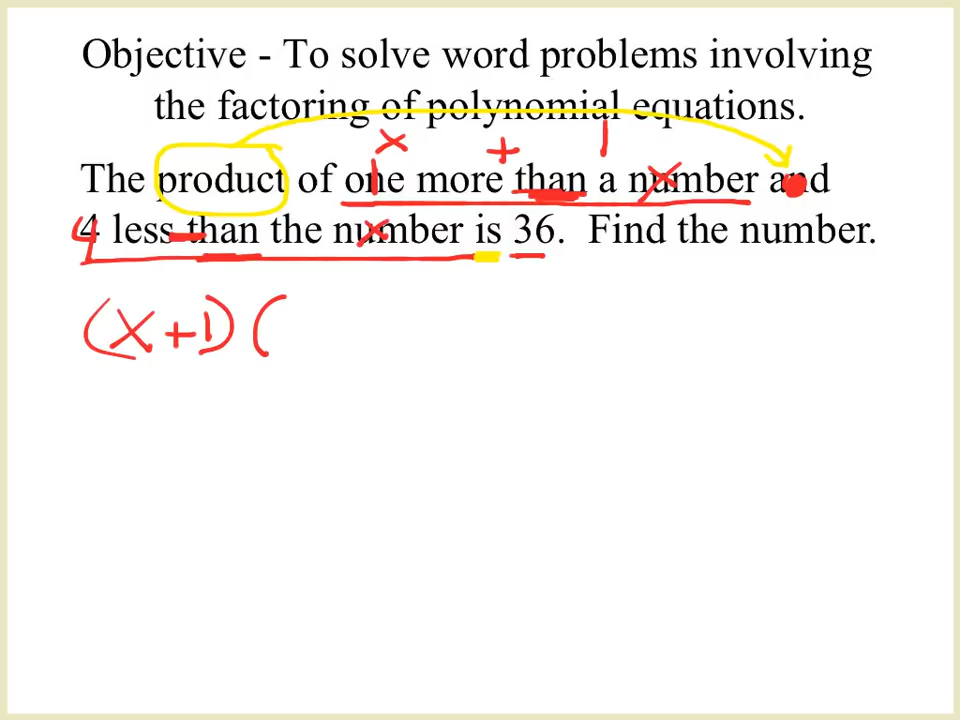 Objective - To solve word problems involving
the factoring of polynomial equations.
x + 1
The product of one more than a number and
1 x
4 less than the number is 36. Find the number.
4 - x
(x+1)(